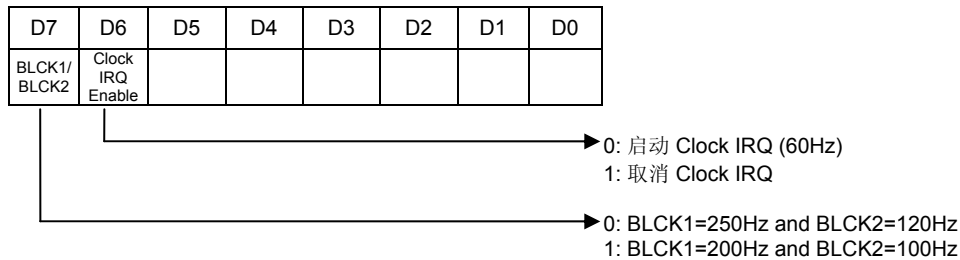 D7 D6 D5 D4 D3 D2 D1 D0
BLCK1/
BLCK2
Clock
IRQ
Enable
0: 启动 Clock IRQ (60Hz)
1: 取消 Clock IRQ
0: BLCK1=250Hz and BLCK2=120Hz
1: BLCK1=200Hz and BLCK2=100Hz